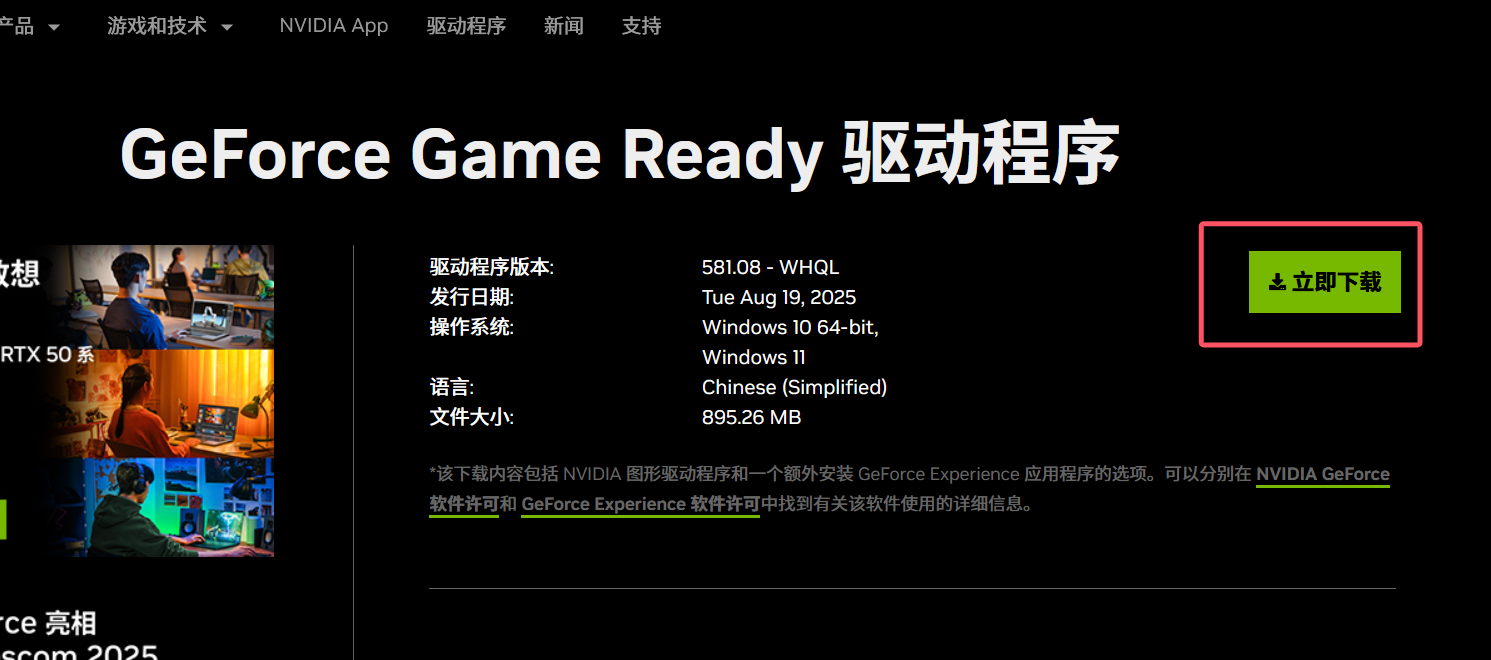 产品
游戏和技术
NVIDIA App
驱动程序
新闻
支持
GeForce Game Ready 驱动程序
想
RTX 50 系
驱动程序版本:
581.08 - WHQL
发行日期:
Tue Aug 19, 2025
操作系统:
Windows 10 64-bit,
Windows 11
语言:
Chinese (Simplified)
文件大小:
895.26 MB
立即下载
*该下载内容包括 NVIDIA 图形驱动程序和一个额外安装 GeForce Experience 应用程序的选项。可以分别在 NVIDIA GeForce
软件许可和 GeForce Experience 软件许可中找到有关该软件使用的详细信息。
rce 亮相
scom 2025